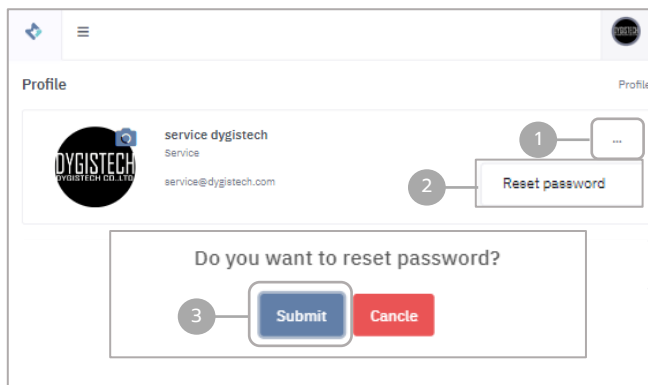 DYGISTECH
Profile
Profile
service dygistech
Service
service@dygistech.com
DYGISTECH
DYGISTECH CO.,LTD
1
...
2
Reset password
Do you want to reset password?
3
Submit
Cancle